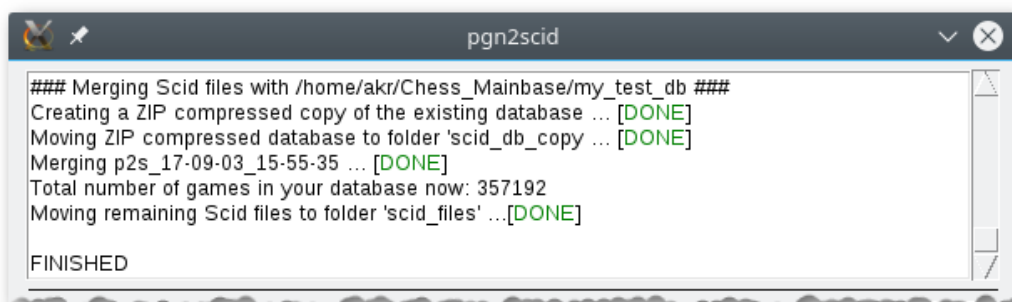 pgn2scid
### Merging Scid files with /home/akr/Chess_Mainbase/my_test_db ###
Creating a ZIP compressed copy of the existing database ... [DONE]
Moving ZIP compressed database to folder 'scid_db_copy ... [DONE]
Merging p2s_17-09-03_15-55-35 ... [DONE]
Total number of games in your database now: 357192
Moving remaining Scid files to folder 'scid_files' ...[DONE]
FINISHED